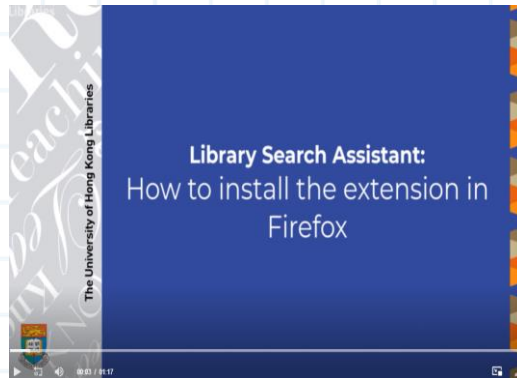 The University of Hong Kong Libraries
Library Search Assistant:
How to install the extension in
Firefox
00:03 / 01:17